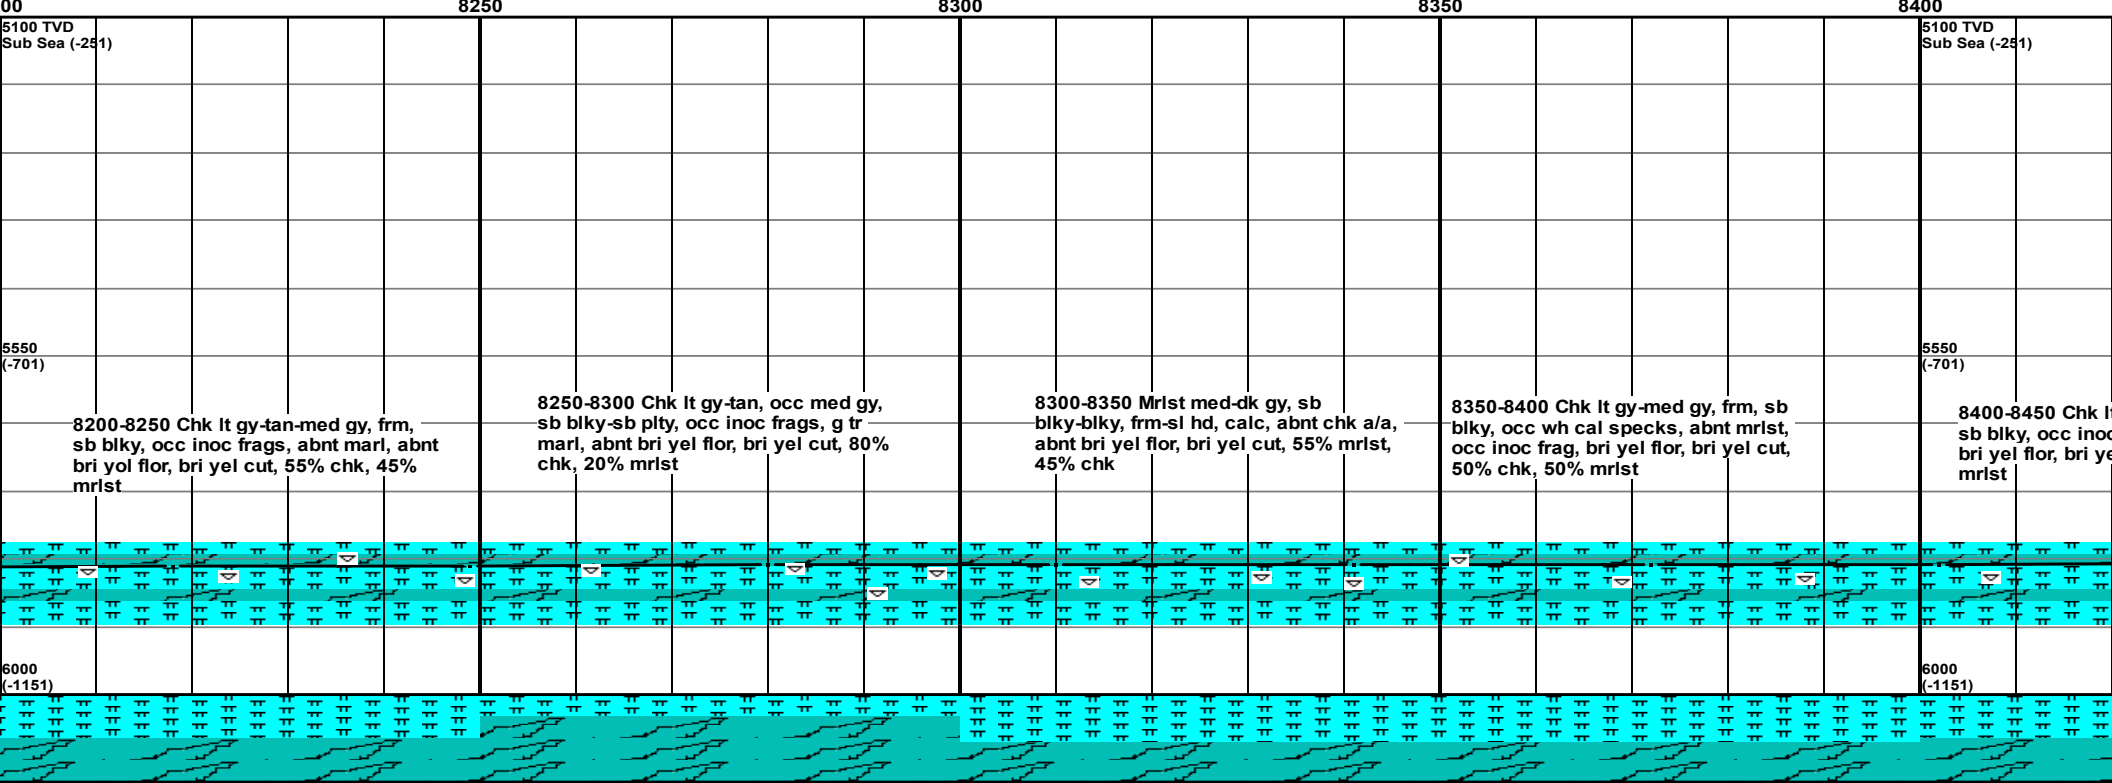 00 8250 8300 8350 8400
5100 TVD
Sub Sea (-251)
5100 TVD
Sub Sea (-251)
5550
(-701)
5550
(-701)
8200-8250 Chk lt gy-tan-med gy, frm,
sb blky, occ inoc frags, abnt marl, abnt
bri yol flor, bri yel cut, 55% chk, 45%
mrlst
8250-8300 Chk lt gy-tan, occ med gy,
sb blky-sb plty, occ inoc frags, g tr
marl, abnt bri yel flor, bri yel cut, 80%
chk, 20% mrlst
8300-8350 Mrlst med-dk gy, sb
blky-blky, frm-sl hd, calc, abnt chk a/a,
abnt bri yel flor, bri yel cut, 55% mrlst,
45% chk
8350-8400 Chk lt gy-med gy, frm, sb
blky, occ wh cal specks, abnt mrlst,
occ inoc frag, bri yel flor, bri yel cut,
50% chk, 50% mrlst
8400-8450 Chk
sb blky, occ
bri yel flor, bri
mrlst
6000
(-1151)
6000
(-1151)